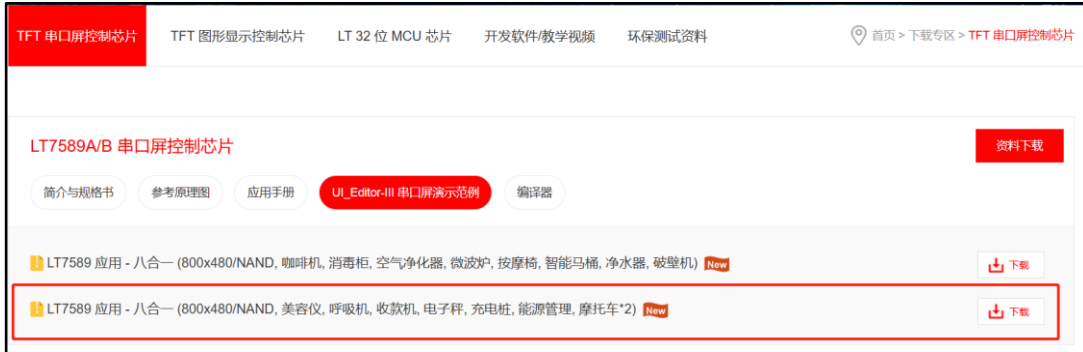 TFT 串口屏控制芯片 TFT 图形显示控制芯片 LT 32 位 MCU 芯片 开发软件/教学视频 环保测试资料 首页 > 下载专区 > TFT 串口屏控制芯片
LT7589A/B 串口屏控制芯片 资料下载
简介与规格书 参考原理图 应用手册 UI_Editor-III 串口屏演示范例 编译器
LT7589 应用 - 八合一 (800x480/NAND, 咖啡机, 消毒柜, 空气净化器, 微波炉, 按摩椅, 智能马桶, 净水器, 破壁机) New 下载
LT7589 应用 - 八合一 (800x480/NAND, 美容仪, 呼吸机, 收款机, 电子秤, 充电桩, 能源管理, 摩托车*2) New 下载